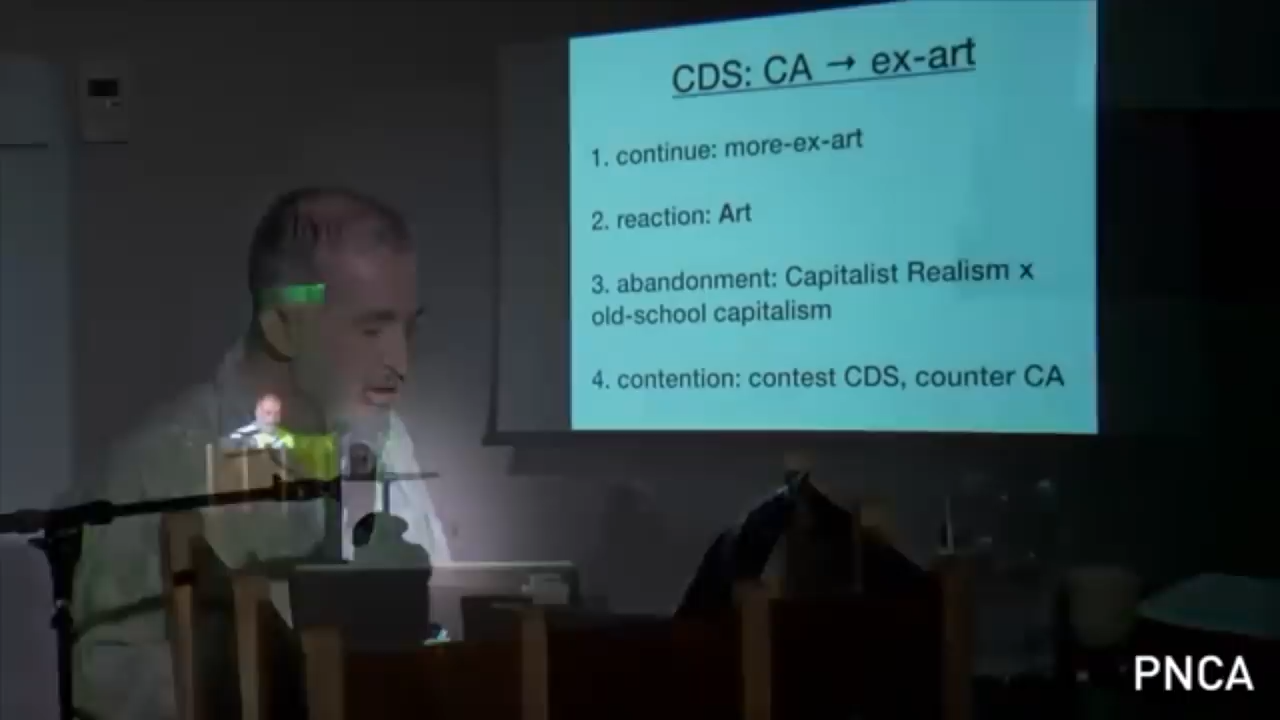 CDS: CA → ex-art
1. continue: more-ex-art
2. reaction: Art
3. abandonment: Capitalist Realism x
old-school capitalism
4. contention: contest CDS, counter CA
PNCA